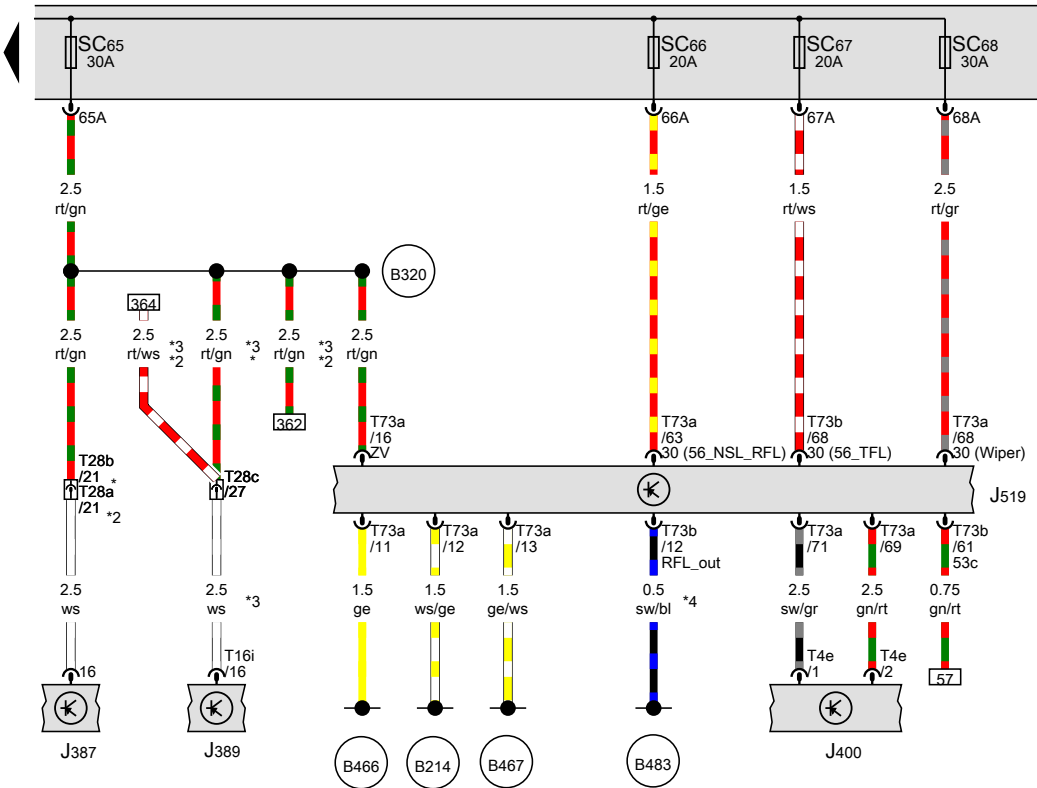 SC65 SC66 SC67 SC68
30A 20A 20A 30A
65A 66A 67A 68A
2.5 1.5 1.5 2.5
rt/gn rt/ge rt/ws rt/gr
B320
364
2.5 2.5 *3 2.5 *3 2.5 *3 2.5
rt/gn rt/ws *2 rt/gn * rt/gn *2 rt/gn
362
T73a T73a T73b T73a
/16 /63 /68 /68
ZV 30 (56_NSL_RFL) 30 (56_TFL) 30 (Wiper)
T28b T28c
/21 * /27
T28a
/21 *2
J519
T73a T73a T73a T73b T73a T73a T73b
/11 /12 /13 /12 /71 /69 /61
RFL_out 53c
2.5 2.5 *3 1.5 1.5 1.5 0.5 *4 2.5 2.5 0.75
ws ws ge ws/ge ge/ws sw/bl sw/gr gn/rt gn/rt
T16i T4e T4e
16 /16 /1 /2 57
J387 J389 J400
B466 B214 B467 B483